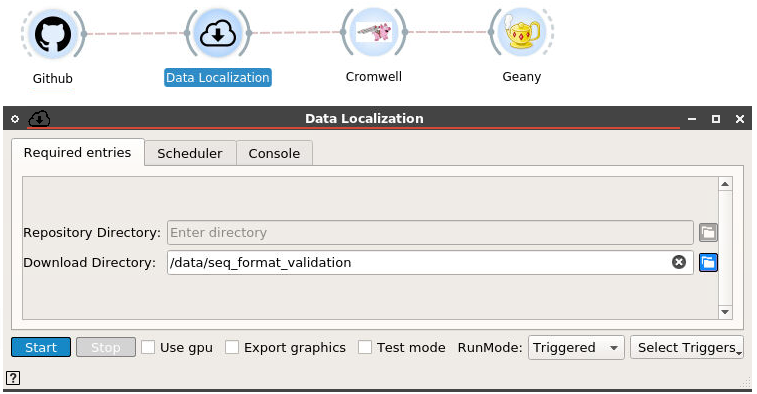 Github
Data Localization
Cromwell
Geany
Data Localization
Required entries
Scheduler
Console
Repository Directory: Enter directory
Download Directory: /data/seq_format_validation
Start Stop Use gpu Export graphics Test mode RunMode: Triggered Select Triggers
?